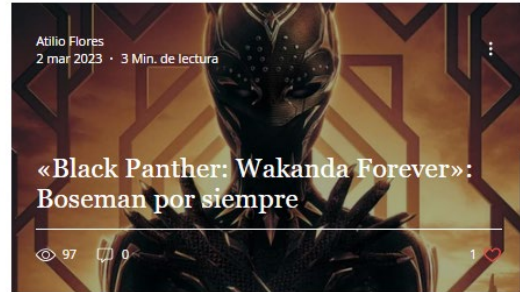 Atilio Flores
2 mar 2023 · 3 Min. de lectura
«Black Panther: Wakanda Forever»:
Boseman por siempre
97 0 1